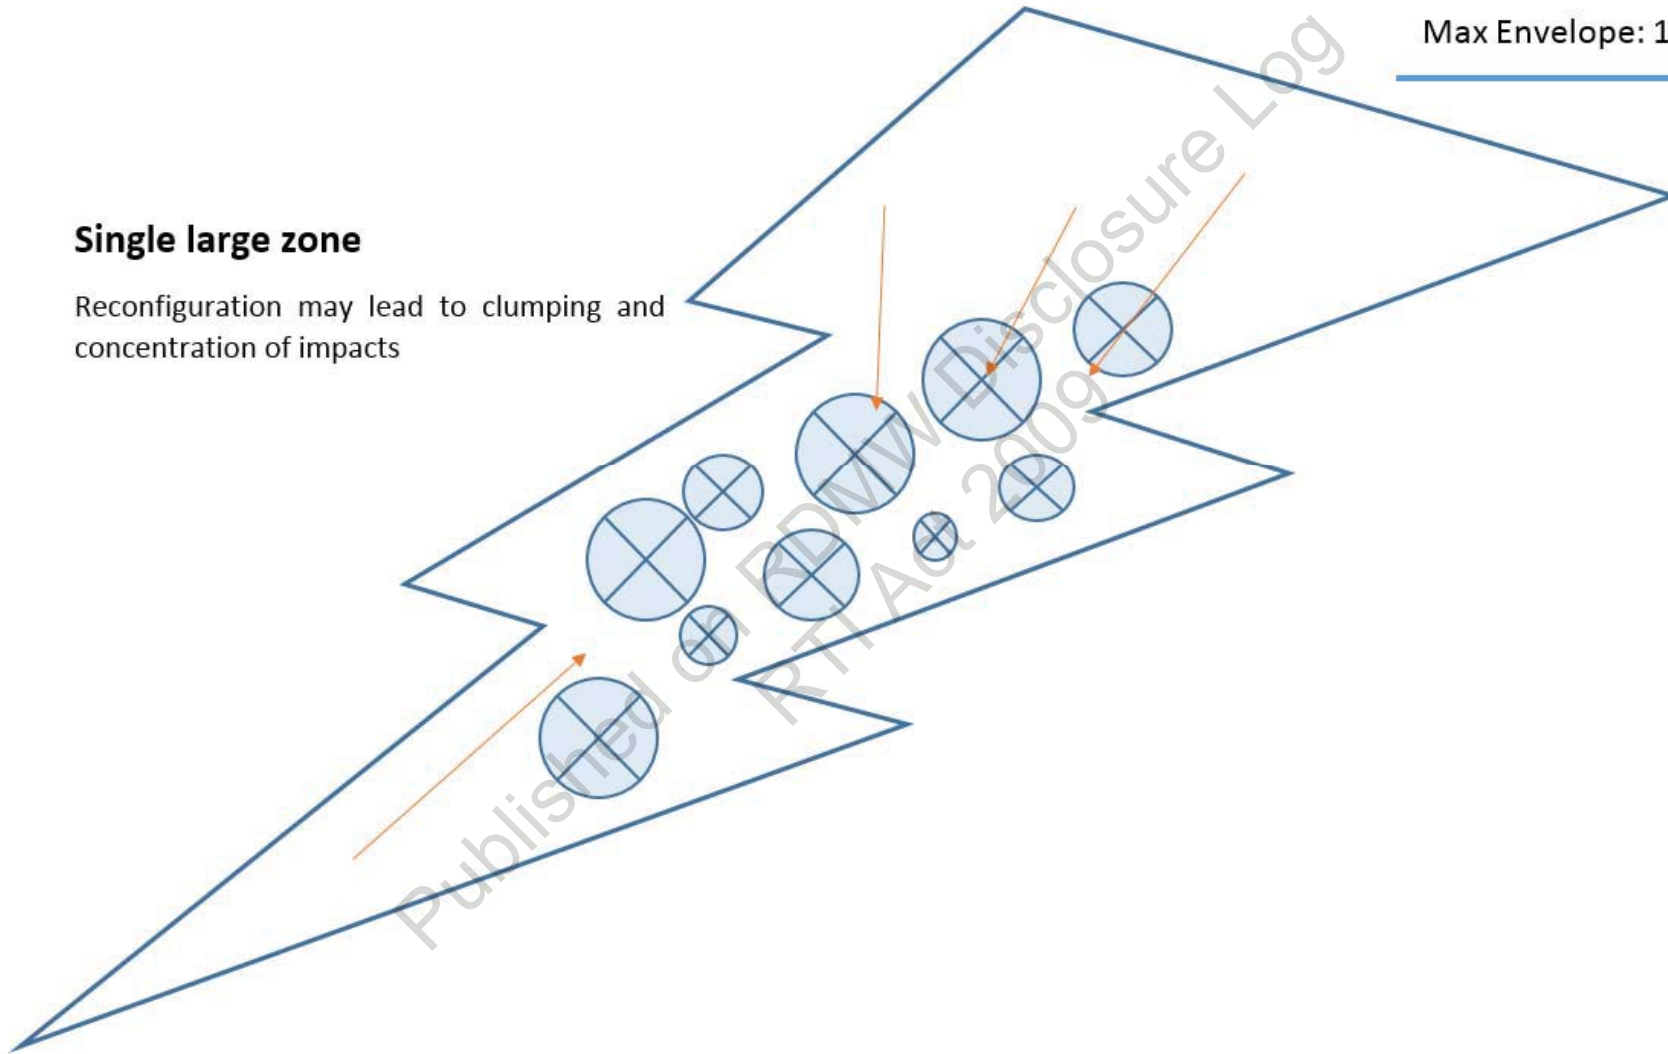 Max Envelope: 1
Single large zone
Reconfiguration may lead to clumping and
concentration of impacts
Published on RDMW Disclosure Log
RTI Act 2009